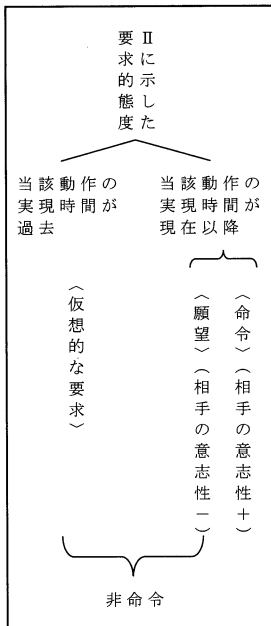 Ⅱに示した
要求的態度
当該動作の
実現時間が
現在以降
当該動作の
実現時間が
過去
〈命令〉(相手の意志性＋)
〈願望〉(相手の意志性－)
〈仮想的な要求〉
非命令